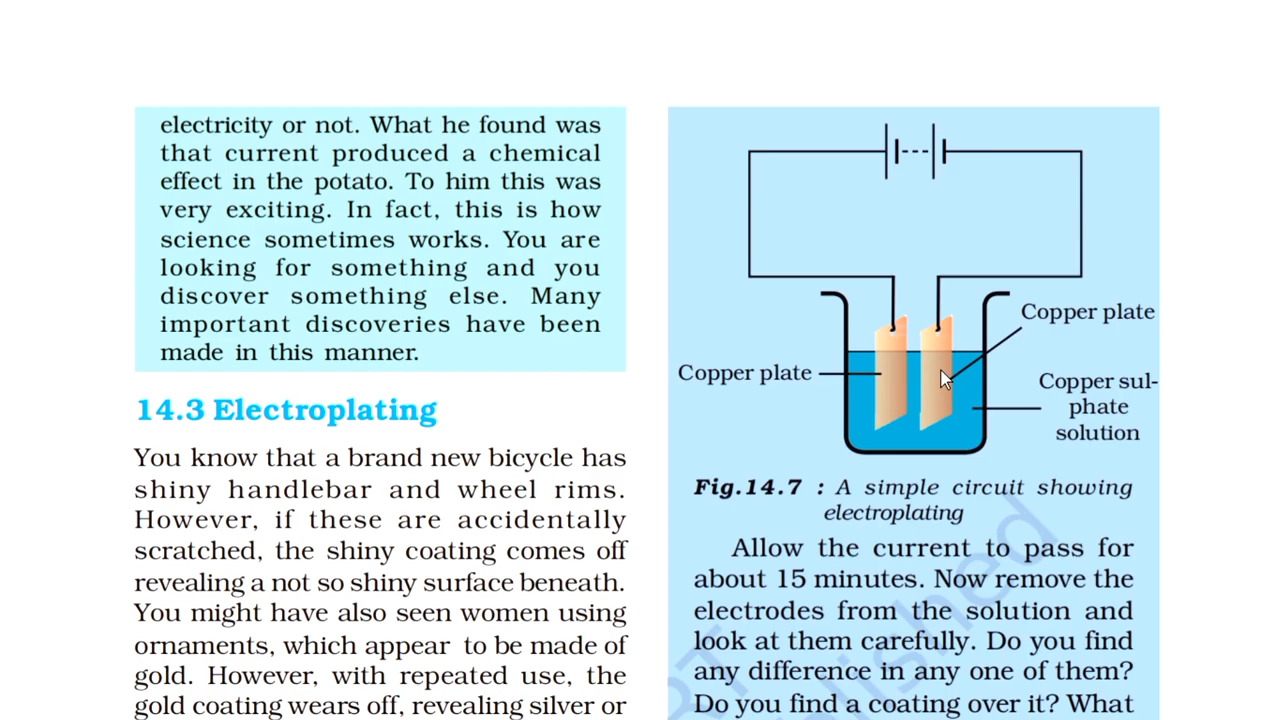 electricity or not. What he found was
that current produced a chemical
effect in the potato. To him this was
very exciting. In fact, this is how
science sometimes works. You are
looking for something and you
discover something else. Many
important discoveries have been
made in this manner.
14.3 Electroplating
You know that a brand new bicycle has
shiny handlebar and wheel rims.
However, if these are accidentally
scratched, the shiny coating comes off
revealing a not so shiny surface beneath.
You might have also seen women using
ornaments, which appear to be made of
gold. However, with repeated use, the
gold coating wears off, revealing silver or
Copper plate
Copper plate
Copper sul-
phate
solution
Fig.14.7 : A simple circuit showing
electroplating
Allow the current to pass for
about 15 minutes. Now remove the
electrodes from the solution and
look at them carefully. Do you find
any difference in any one of them?
Do you find a coating over it? What